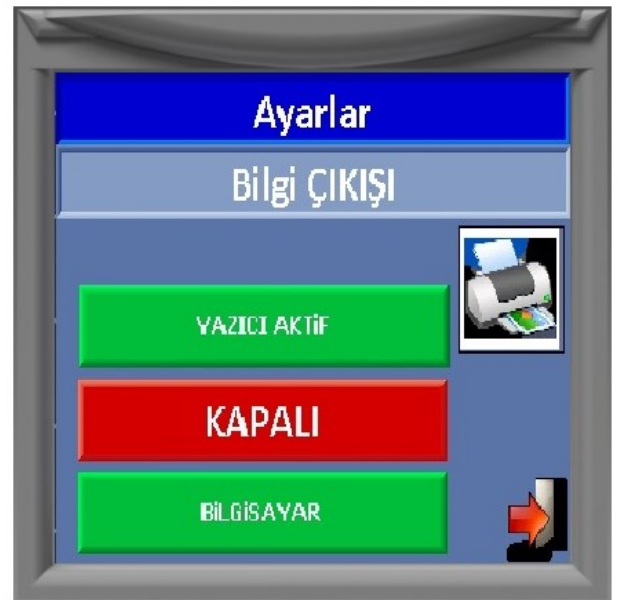 Ayarlar
Bilgi ÇIKIŞI
YAZICI AKTİF
KAPALI
BİLGİSAYAR